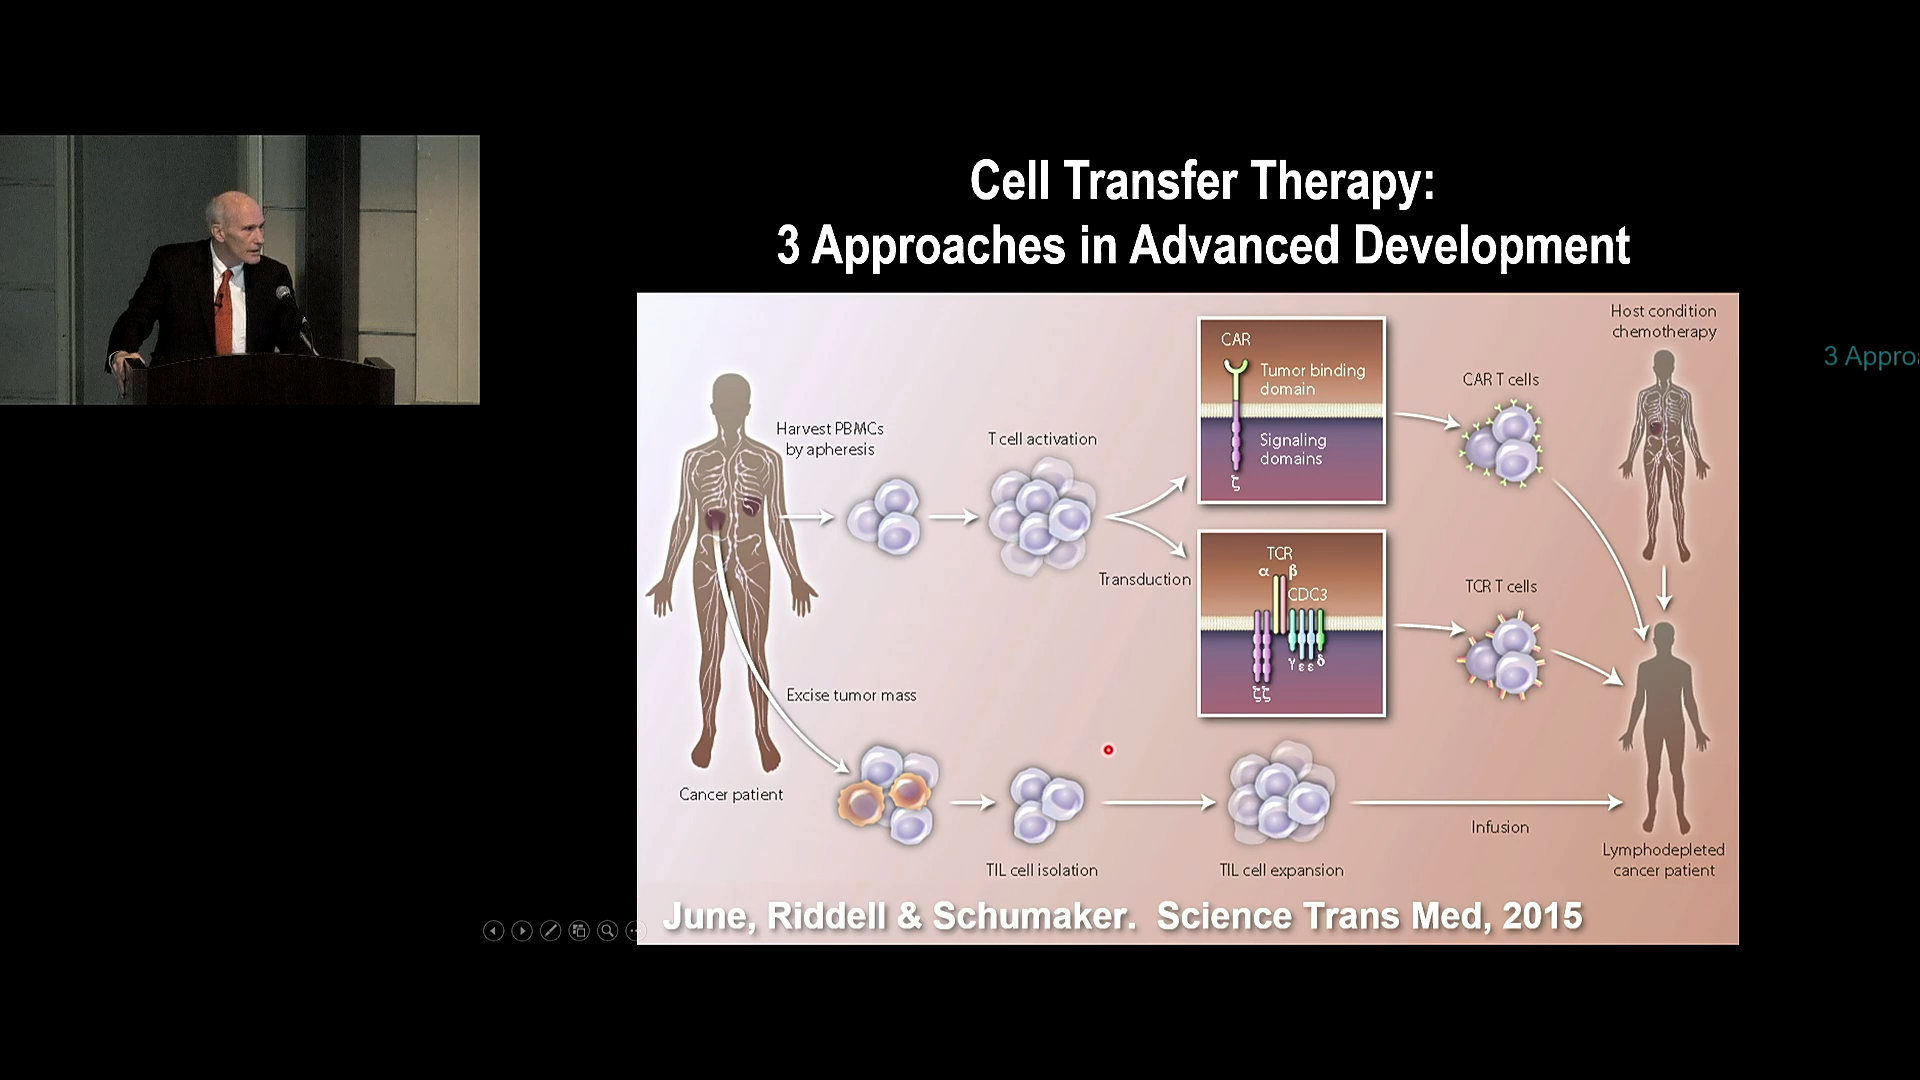 Cell Transfer Therapy:
3 Approaches in Advanced Development
Host condition
chemotherapy
CAR
Tumor binding
domain
Signaling
domains
ζ
CAR T cells
Harvest PBMCs
by apheresis
T cell activation
Transduction
TCR
α β
CDC3
γ ε ε δ
ζζ
TCR T cells
Excise tumor mass
Cancer patient
TIL cell isolation
TIL cell expansion
Infusion
Lymphodepleted
cancer patient
June, Riddell & Schumaker. Science Trans Med, 2015
3 Appro